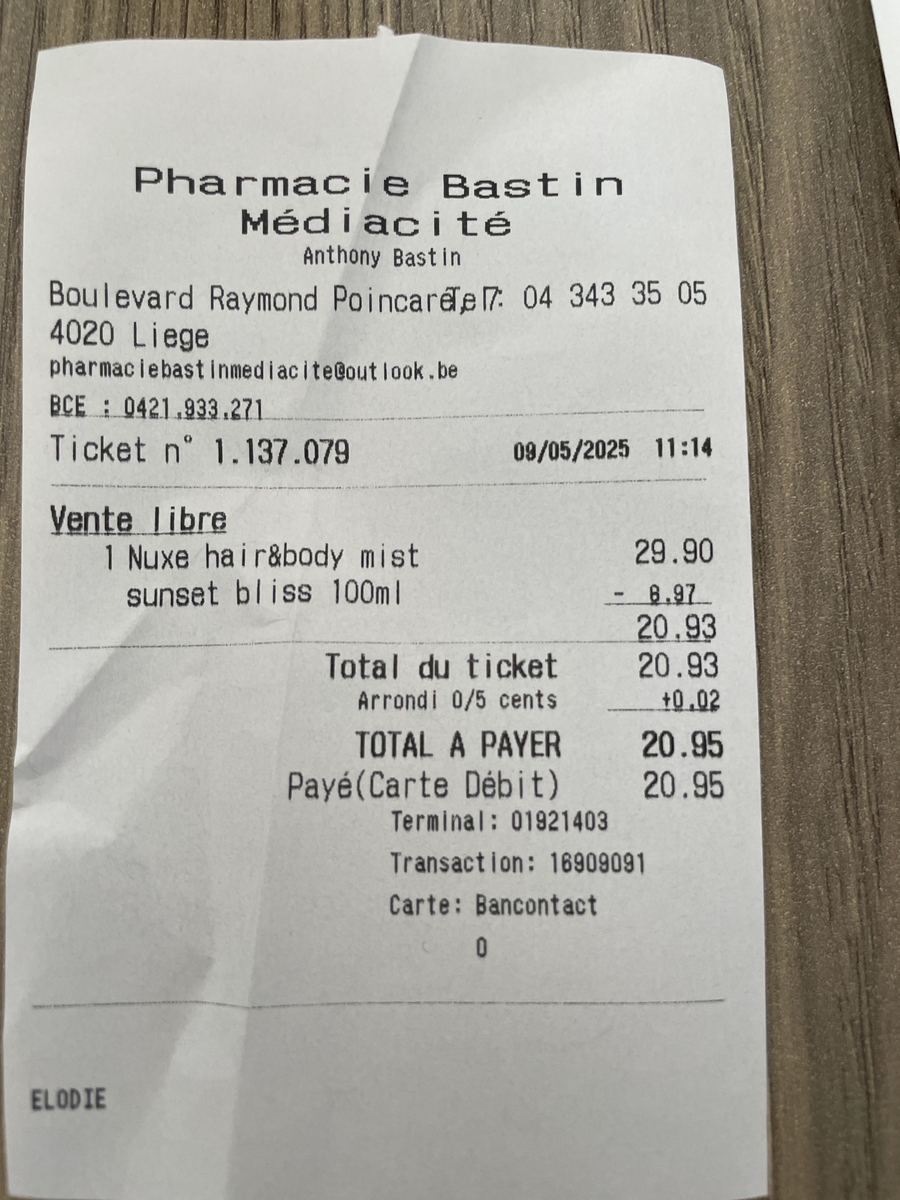 Pharmacie Bastin
Médiacité
Anthony Bastin
Boulevard Raymond Poincaré, 7 Tel: 04 343 35 05
4020 Liege
pharmaciebastinmediacite@outlook.be
BCE : 0421.933.271
Ticket n° 1.137.079 09/05/2025 11:14
Vente libre
1 Nuxe hair&body mist 29.90
sunset bliss 100ml - 8.97
20.93
Total du ticket 20.93
Arrondi 0/5 cents +0.02
TOTAL A PAYER 20.95
Payé(Carte Débit) 20.95
Terminal: 01921403
Transaction: 16909091
Carte: Bancontact
0
ELODIE